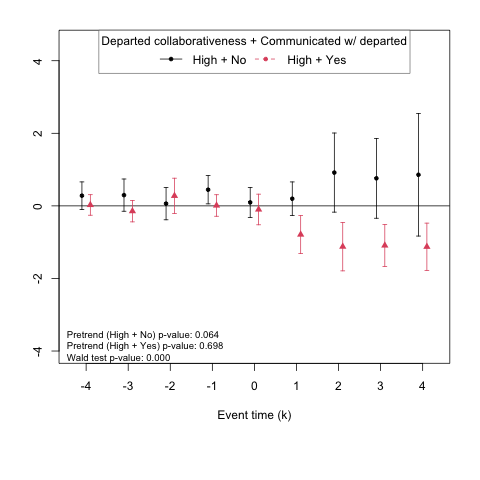 Departed collaborativeness + Communicated w/ departed
High + No High + Yes
4
2
0
-2
-4
Pretrend (High + No) p-value: 0.064
Pretrend (High + Yes) p-value: 0.698
Wald test p-value: 0.000
-4 -3 -2 -1 0 1 2 3 4
Event time (k)